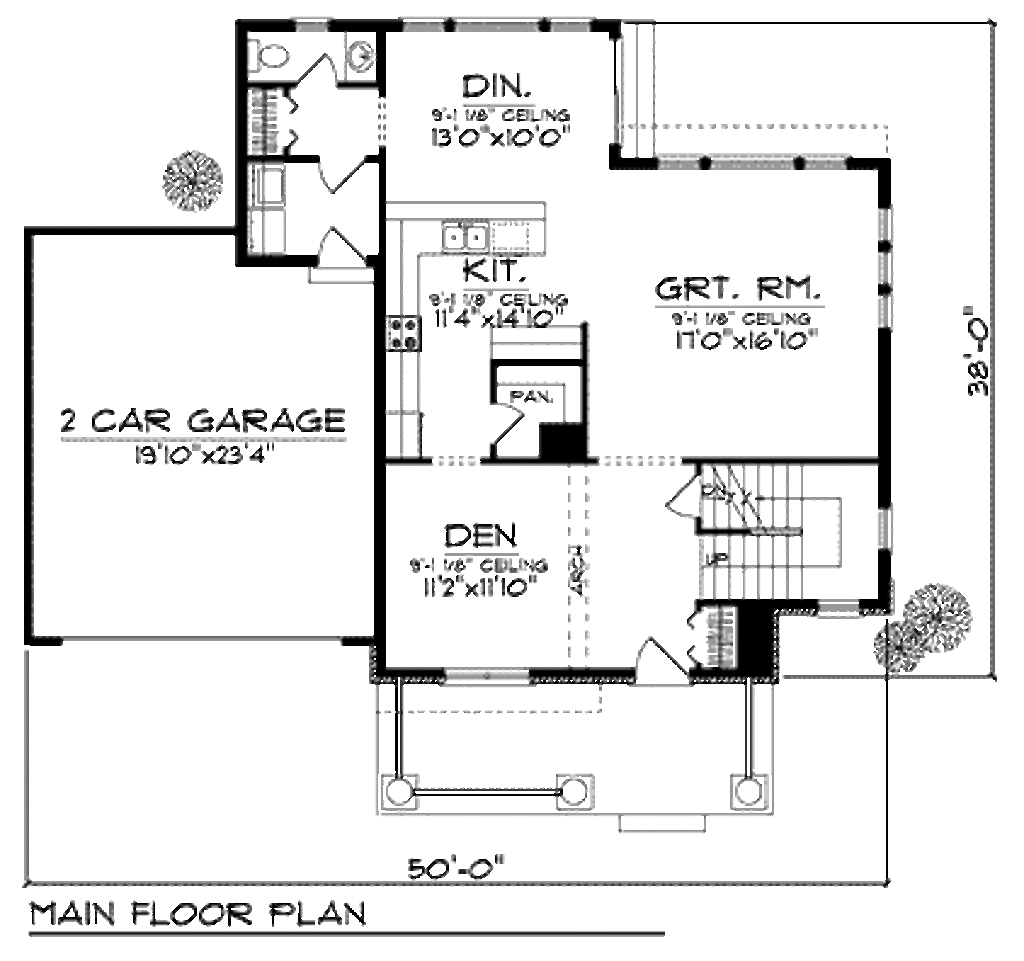 DIN.
9'-1 1/8" CEILING
13'0"x10'0"
KIT.
9'-1 1/8" CEILING
11'4"x14'10"
GRT. RM.
9'-1 1/8" CEILING
17'0"x16'10"
38'-0"
PAN.
2 CAR GARAGE
19'10"x23'4"
DN.
DEN
9'-1 1/8" CEILING
11'2"x11'10"
ARCH
UP
50'-0"
MAIN FLOOR PLAN